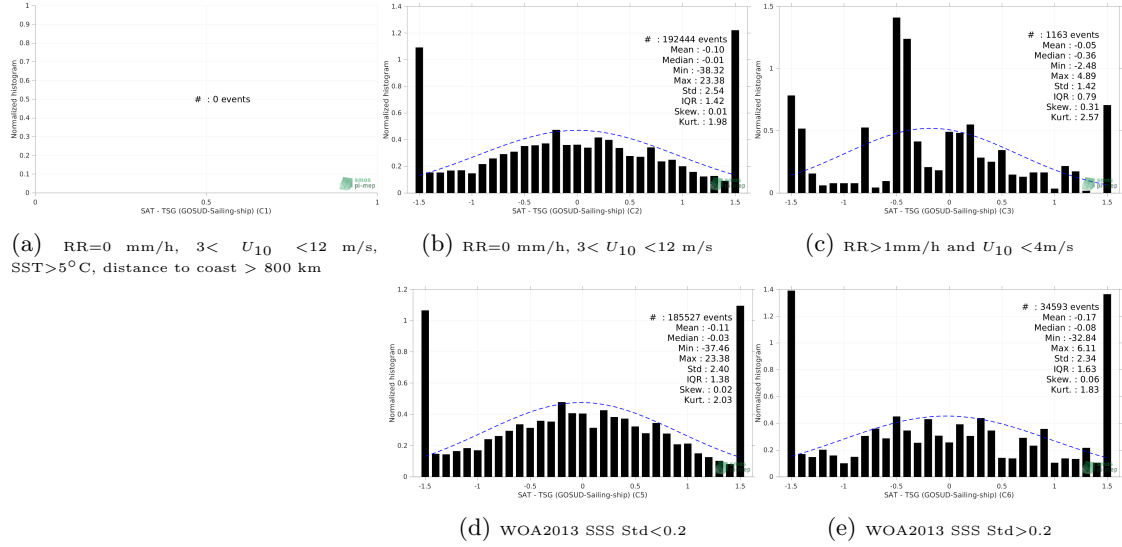 Normalized histogram
1
0.9
0.8
0.7
0.6
0.5
0.4
0.3
0.2
0.1
0
# : 0 events
0 0.5 1
SAT - TSG (GOSUD-Sailing-ship) (C1)
smos
pi-mep
(a) RR=0 mm/h, 3< U10 <12 m/s,
SST>5°C, distance to coast > 800 km
Normalized histogram
1.4
1.2
1
0.8
0.6
0.4
0.2
0
# : 192444 events
Mean : -0.10
Median : -0.01
Min : -38.32
Max : 23.38
Std : 2.54
IQR : 1.42
Skew. : 0.01
Kurt. : 1.98
-1.5 -1 -0.5 0 0.5 1 1.5
SAT - TSG (GOSUD-Sailing-ship) (C2)
smos
pi-mep
(b) RR=0 mm/h, 3< U10 <12 m/s
Normalized histogram
1.5
1
0.5
0
# : 1163 events
Mean : -0.05
Median : -0.36
Min : -2.48
Max : 4.89
Std : 1.42
IQR : 0.79
Skew. : 0.31
Kurt. : 2.57
-1.5 -1 -0.5 0 0.5 1 1.5
SAT - TSG (GOSUD-Sailing-ship) (C3)
smos
pi-mep
(c) RR>1mm/h and U10 <4m/s
Normalized histogram
1.2
1
0.8
0.6
0.4
0.2
0
# : 185527 events
Mean : -0.11
Median : -0.03
Min : -37.46
Max : 23.38
Std : 2.40
IQR : 1.38
Skew. : 0.02
Kurt. : 2.03
-1.5 -1 -0.5 0 0.5 1 1.5
SAT - TSG (GOSUD-Sailing-ship) (C5)
smos
pi-mep
(d) WOA2013 SSS Std<0.2
Normalized histogram
1.4
1.2
1
0.8
0.6
0.4
0.2
0
# : 34593 events
Mean : -0.17
Median : -0.08
Min : -32.84
Max : 6.11
Std : 2.34
IQR : 1.63
Skew. : 0.06
Kurt. : 1.83
-1.5 -1 -0.5 0 0.5 1 1.5
SAT - TSG (GOSUD-Sailing-ship) (C6)
smos
pi-mep
(e) WOA2013 SSS Std>0.2